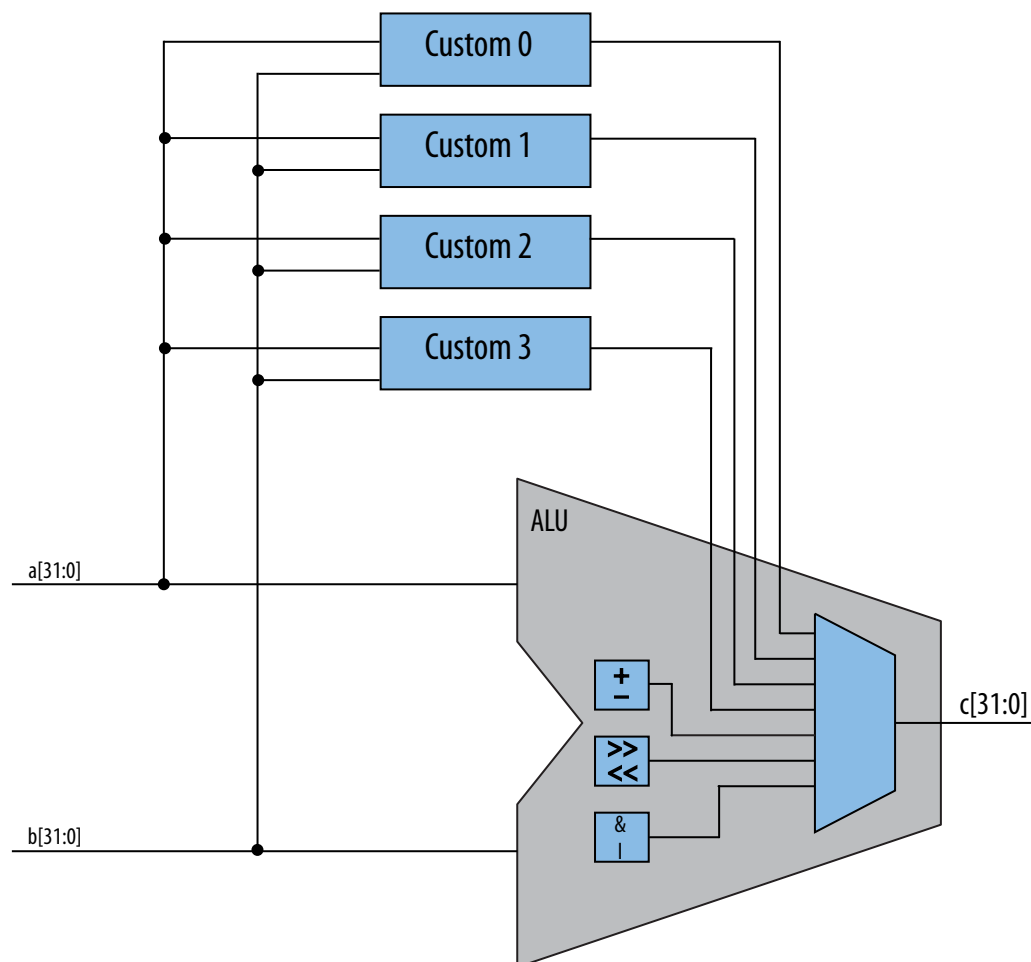 Custom 0
Custom 1
Custom 2
Custom 3
ALU
a[31:0]
+
−
c[31:0]
>>
<<
&
|
b[31:0]